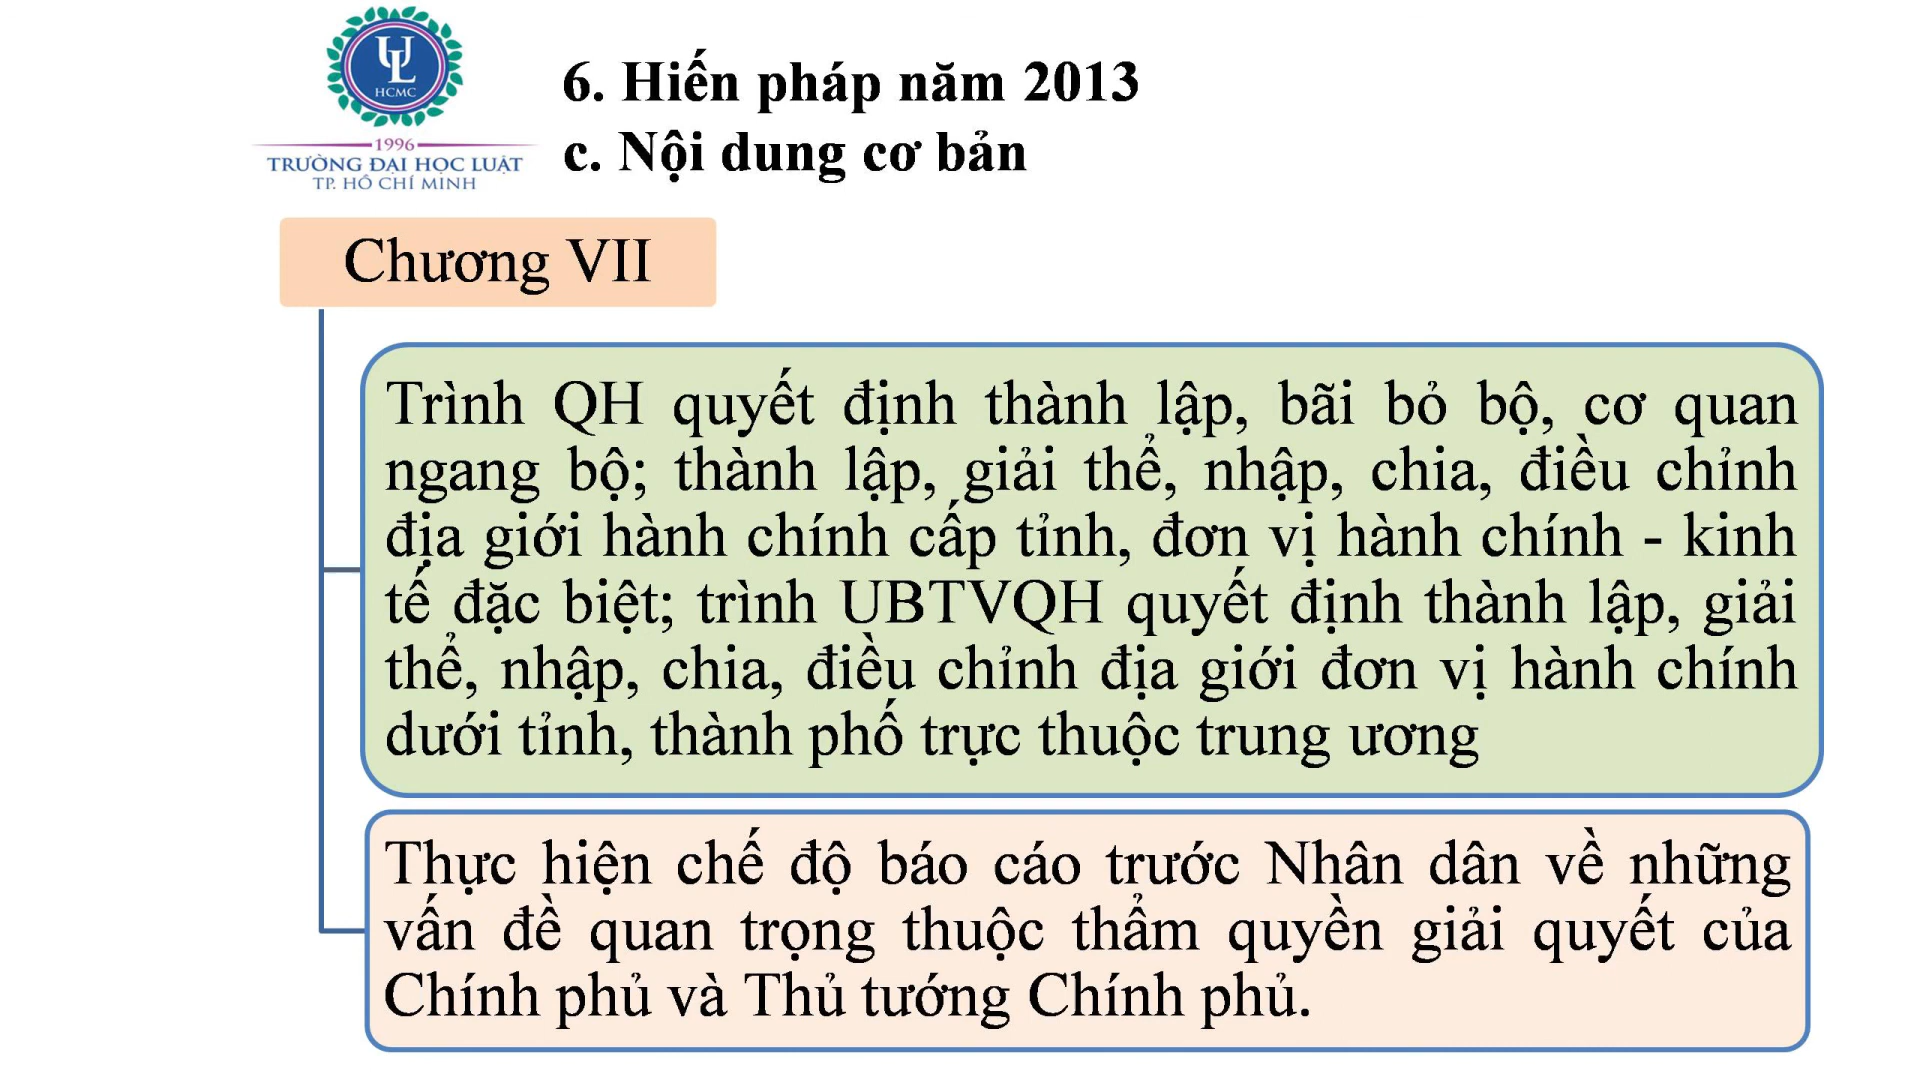 UL
HCMC
1996
TRƯỜNG ĐẠI HỌC LUẬT
TP. HỒ CHÍ MINH
6. Hiến pháp năm 2013
c. Nội dung cơ bản
Chương VII
Trình QH quyết định thành lập, bãi bỏ bộ, cơ quan
ngang bộ; thành lập, giải thể, nhập, chia, điều chỉnh
địa giới hành chính cấp tỉnh, đơn vị hành chính - kinh
tế đặc biệt; trình UBTVQH quyết định thành lập, giải
thể, nhập, chia, điều chỉnh địa giới đơn vị hành chính
dưới tỉnh, thành phố trực thuộc trung ương
Thực hiện chế độ báo cáo trước Nhân dân về những
vấn đề quan trọng thuộc thẩm quyền giải quyết của
Chính phủ và Thủ tướng Chính phủ.